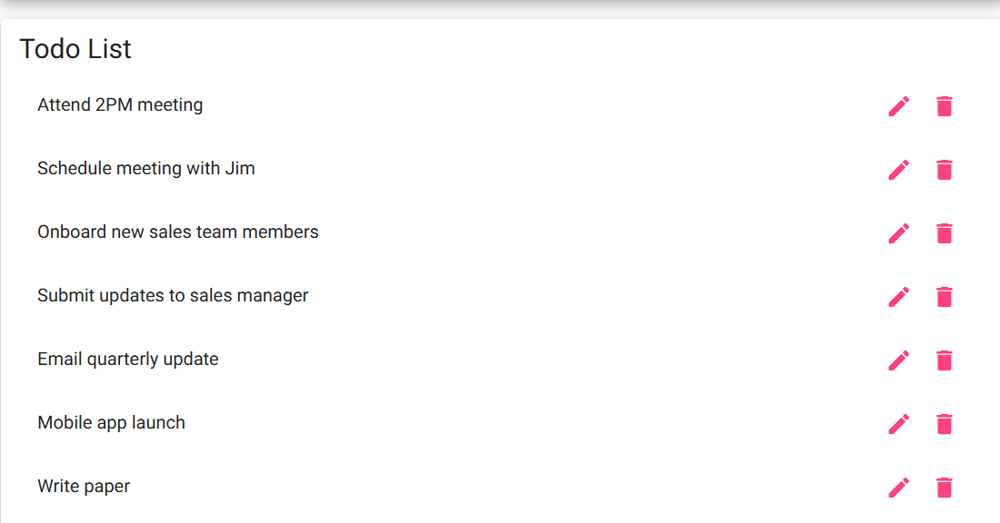 Todo List
Attend 2PM meeting
Schedule meeting with Jim
Onboard new sales team members
Submit updates to sales manager
Email quarterly update
Mobile app launch
Write paper